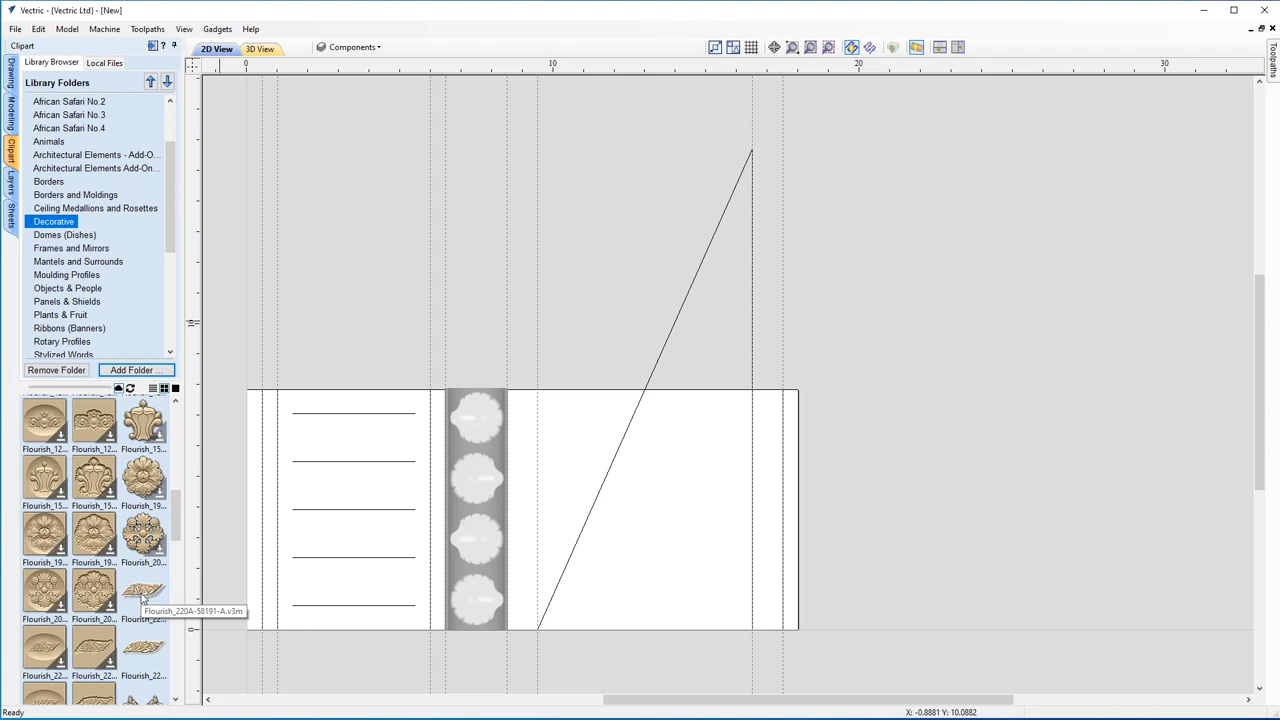 Vectric - {Vectric Ltd} - [New]
File Edit Model Machine Toolpaths View Gadgets Help
Clipart
2D View 3D View Components
Library Browser Local Files
Library Folders
African Safari No.2
African Safari No.3
African Safari No.4
Animals
Architectural Elements - Add-O...
Architectural Elements Add-On...
Borders
Borders and Moldings
Ceiling Medallions and Rosettes
Decorative
Domes (Dishes)
Frames and Mirrors
Mantels and Surrounds
Moulding Profiles
Objects & People
Panels & Shields
Plants & Fruit
Ribbons (Banners)
Rotary Profiles
Stylized Words
Remove Folder Add Folder ...
Drawing
Modeling
Clipart
Layers
Sheets
Flourish_12... Flourish_12... Flourish_15...
Flourish_15... Flourish_15... Flourish_19...
Flourish_19... Flourish_19... Flourish_20...
Flourish_20... Flourish_20...
Flourish_220A-58191-A.v3m
Flourish_22... Flourish_22... Flourish_22...
0 10 20 30
10
0
Toolpaths
Ready
X: -0.8881 Y: 10.0882